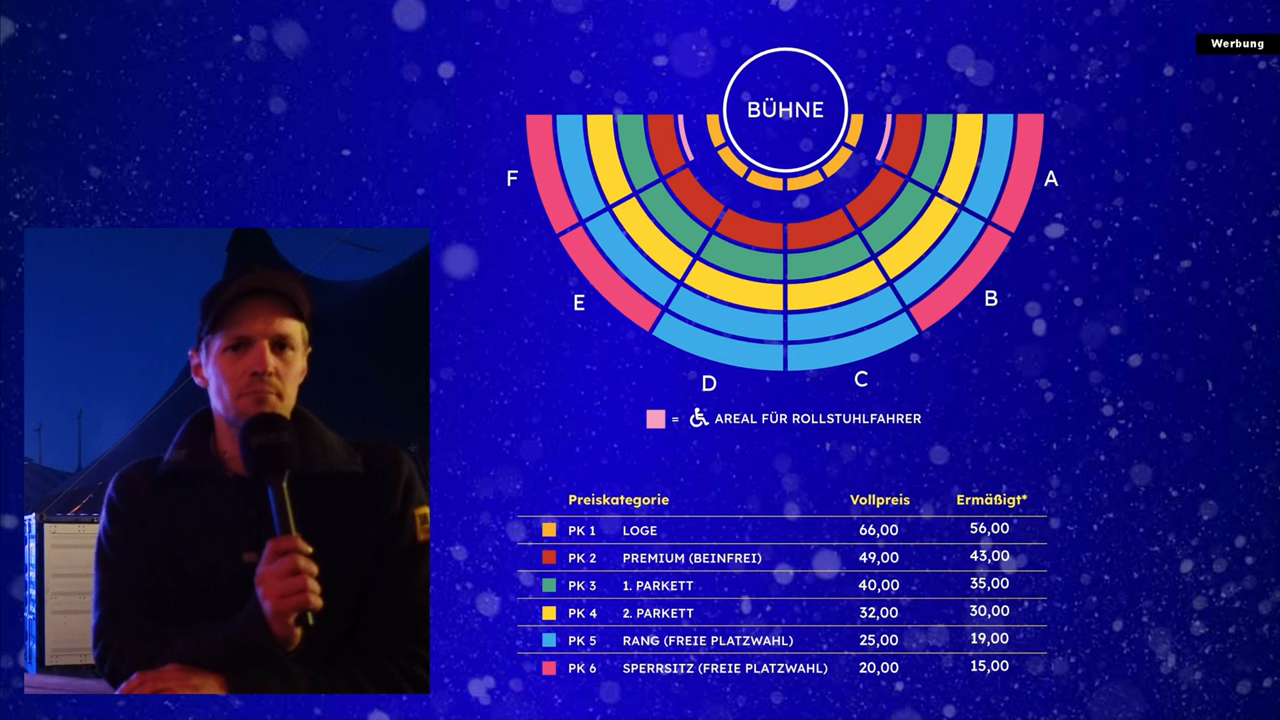 Werbung
BÜHNE
F
A
E
B
D
C
= AREAL FÜR ROLLSTUHLFAHRER
Preiskategorie Vollpreis Ermäßigt*
PK 1 LOGE 66,00 56,00
PK 2 PREMIUM (BEINFREI) 49,00 43,00
PK 3 1. PARKETT 40,00 35,00
PK 4 2. PARKETT 32,00 30,00
PK 5 RANG (FREIE PLATZWAHL) 25,00 19,00
PK 6 SPERRSITZ (FREIE PLATZWAHL) 20,00 15,00